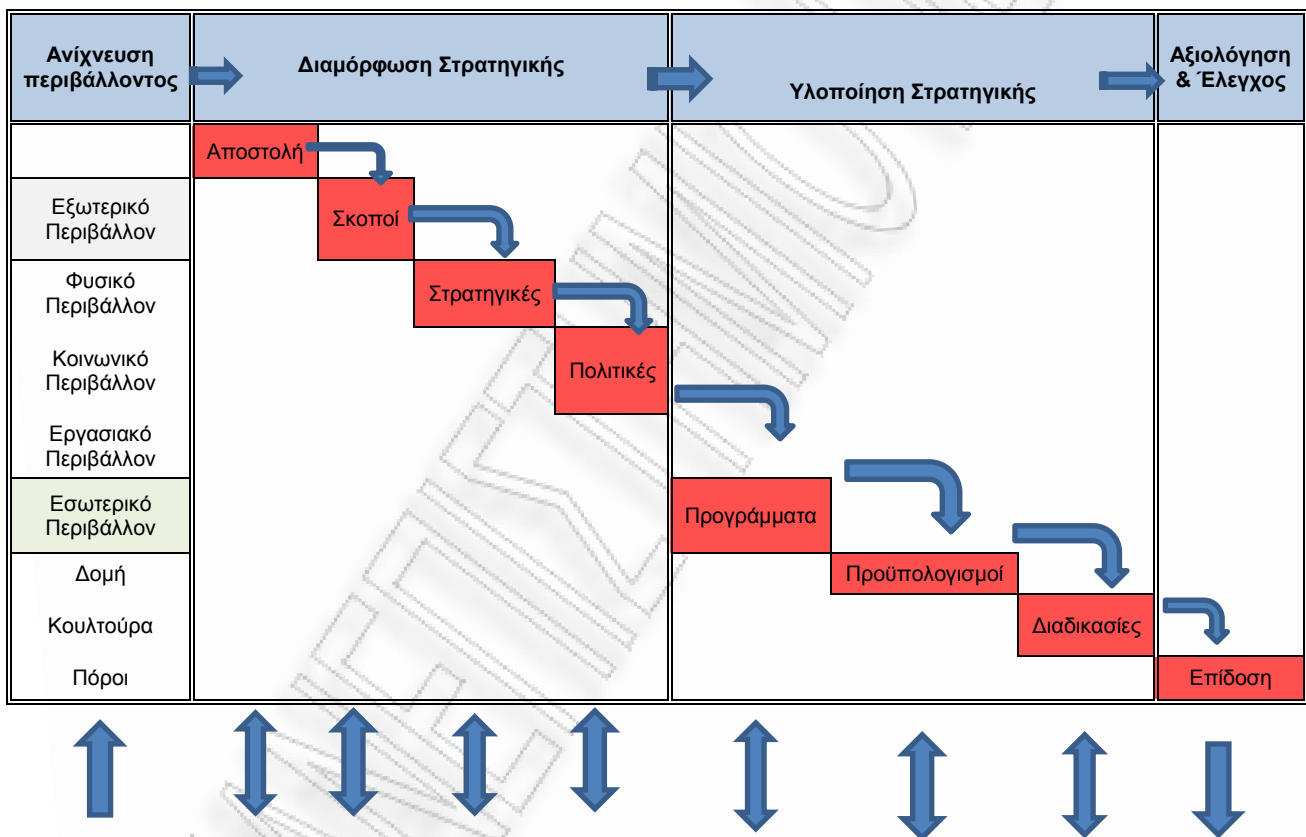 Ανίχνευση
περιβάλλοντος
Διαμόρφωση Στρατηγικής
Υλοποίηση Στρατηγικής
Αξιολόγηση
& Έλεγχος
Αποστολή
Εξωτερικό
Περιβάλλον
Σκοποί
Φυσικό
Περιβάλλον
Στρατηγικές
Κοινωνικό
Περιβάλλον
Πολιτικές
Εργασιακό
Περιβάλλον
Εσωτερικό
Περιβάλλον
Προγράμματα
Δομή
Προϋπολογισμοί
Κουλτούρα
Διαδικασίες
Πόροι
Επίδοση